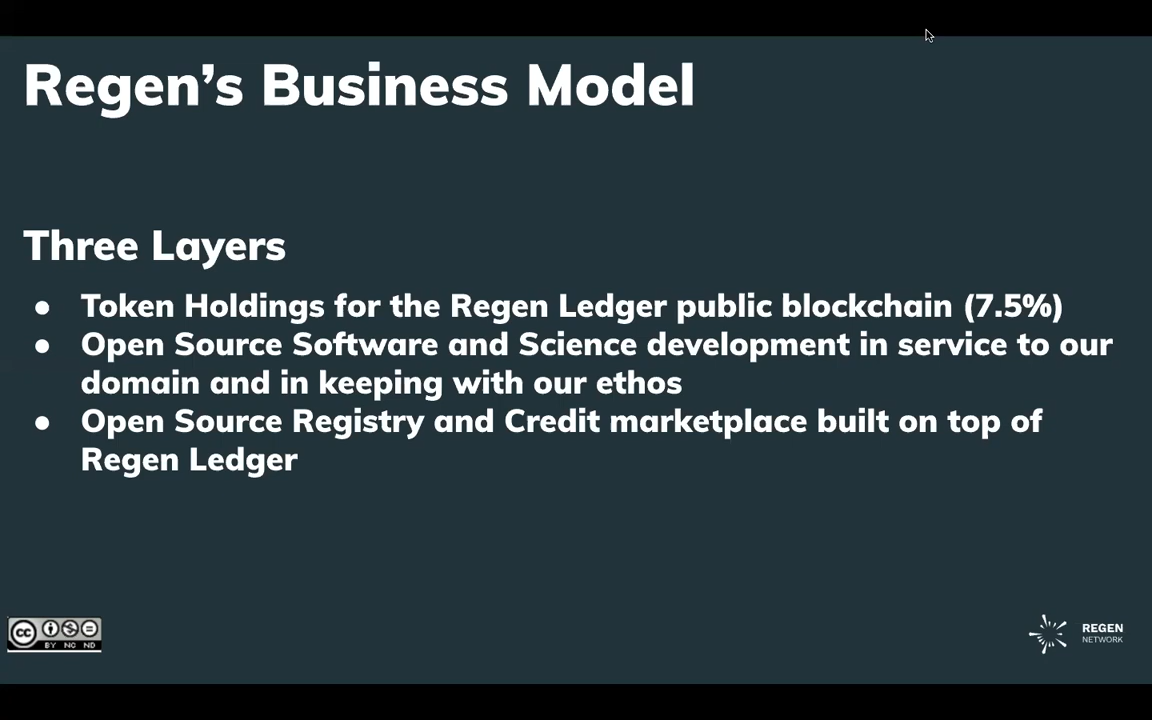 Regen’s Business Model
Three Layers
● Token Holdings for the Regen Ledger public blockchain (7.5%)
● Open Source Software and Science development in service to our
domain and in keeping with our ethos
● Open Source Registry and Credit marketplace built on top of
Regen Ledger
cc BY NC ND
REGEN
NETWORK